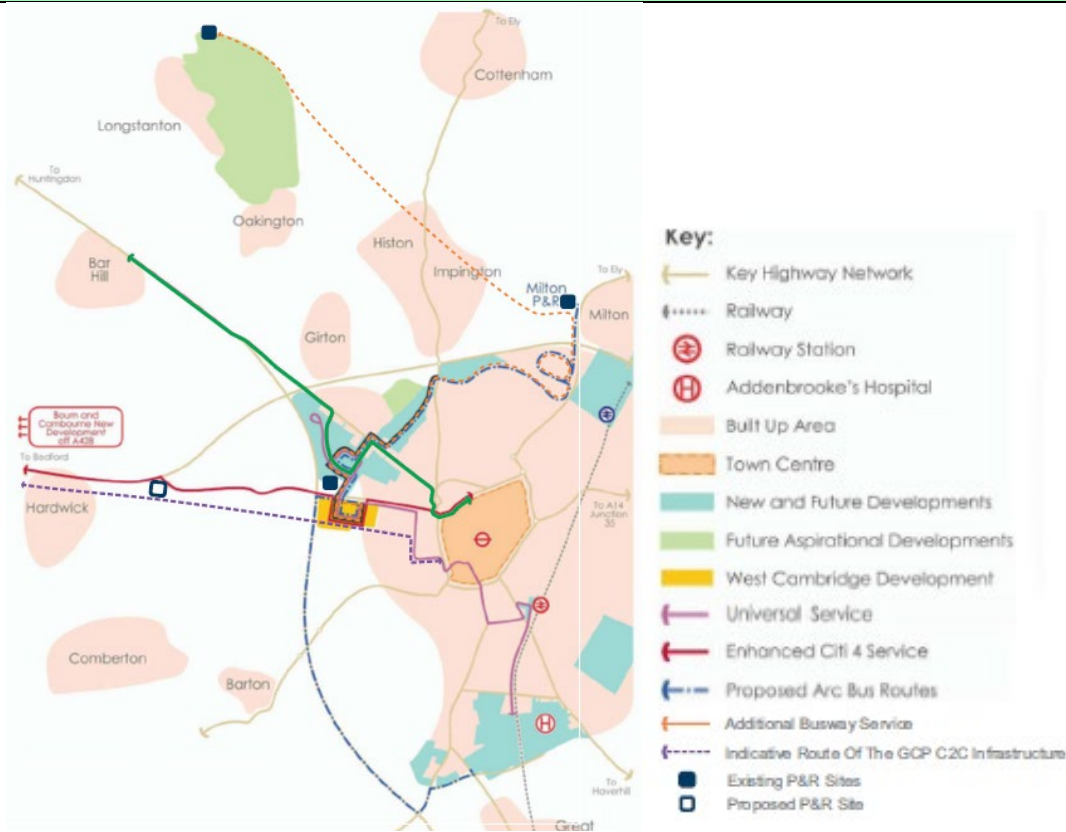 To Ely
Cottenham
Longstanton
To
Huntingdon
Oakington
Bar
Hill
Histon
Impington
To Ely
Milton
P&R
Milton
Girton
Bourn and
Cambourne New
Development
off A428
To Bedford
Hardwick
To A14
Junction
35
Comberton
Barton
H
To
Haverhill
Great
Key:
Key Highway Network
Railway
Railway Station
H
Addenbrooke's Hospital
Built Up Area
Town Centre
New and Future Developments
Future Aspirational Developments
West Cambridge Development
Universal Service
Enhanced Citi 4 Service
Proposed Arc Bus Routes
Additional Busway Service
Indicative Route Of The GCP C2C Infrastructure
Existing P&R Sites
Proposed P&R Site